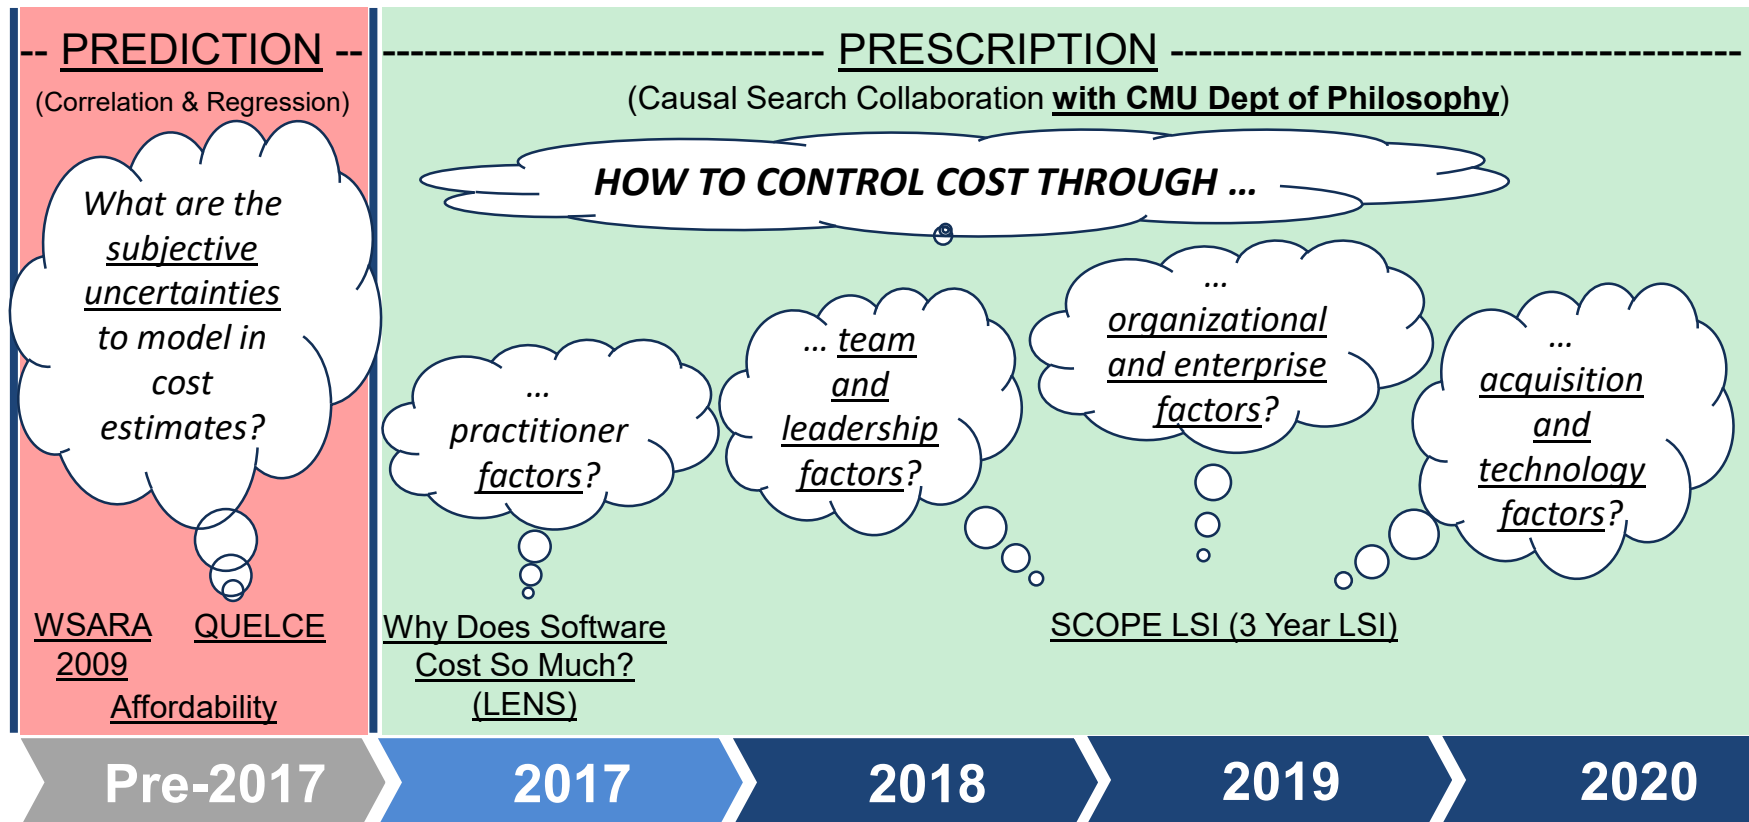 -- PREDICTION --
(Correlation & Regression)
What are the
subjective
uncertainties
to model in
cost
estimates?
WSARA
2009
QUELCE
Affordability
------------------------------ PRESCRIPTION ---------------------------------------
(Causal Search Collaboration with CMU Dept of Philosophy)
HOW TO CONTROL COST THROUGH …
…
practitioner
factors?
… team
and
leadership
factors?
…
organizational
and enterprise
factors?
…
acquisition
and
technology
factors?
Why Does Software
Cost So Much?
(LENS)
SCOPE LSI (3 Year LSI)
Pre-2017
2017
2018
2019
2020